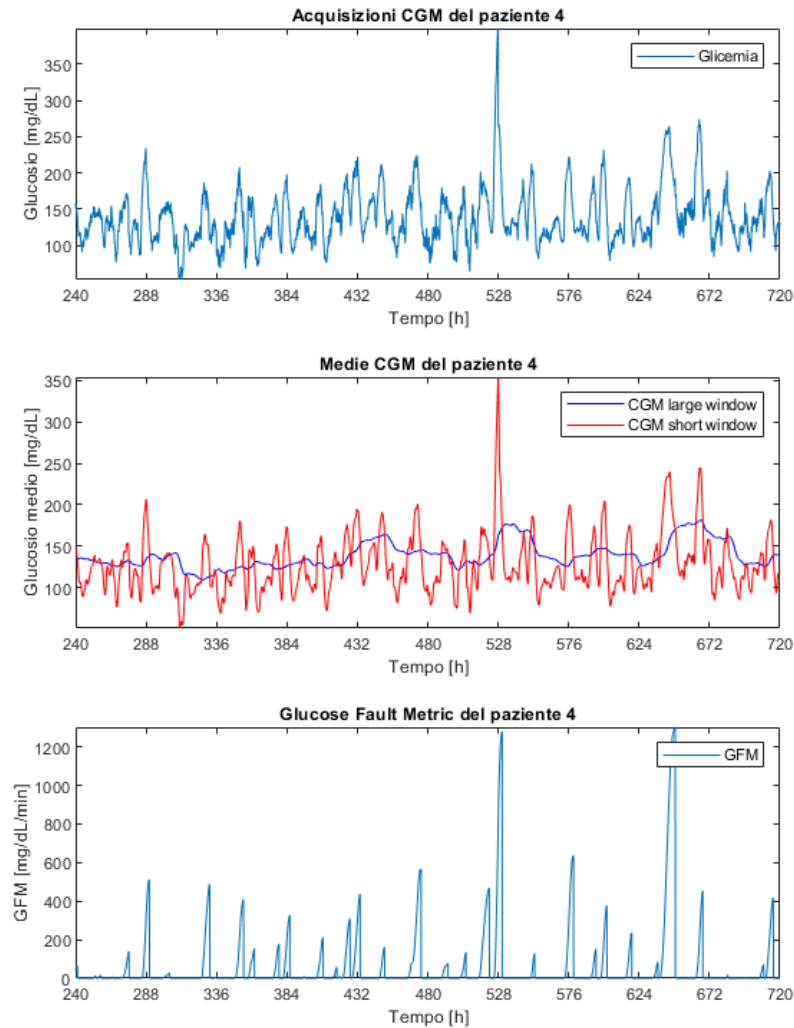 Acquisizioni CGM del paziente 4
Glucosio [mg/dL]
350
300
250
200
150
100
Glicemia
240 288 336 384 432 480 528 576 624 672 720
Tempo [h]
Medie CGM del paziente 4
Glucosio medio [mg/dL]
350
300
250
200
150
100
CGM large window
CGM short window
240 288 336 384 432 480 528 576 624 672 720
Tempo [h]
Glucose Fault Metric del paziente 4
GFM [mg/dL/min]
1200
1000
800
600
400
200
0
GFM
240 288 336 384 432 480 528 576 624 672 720
Tempo [h]